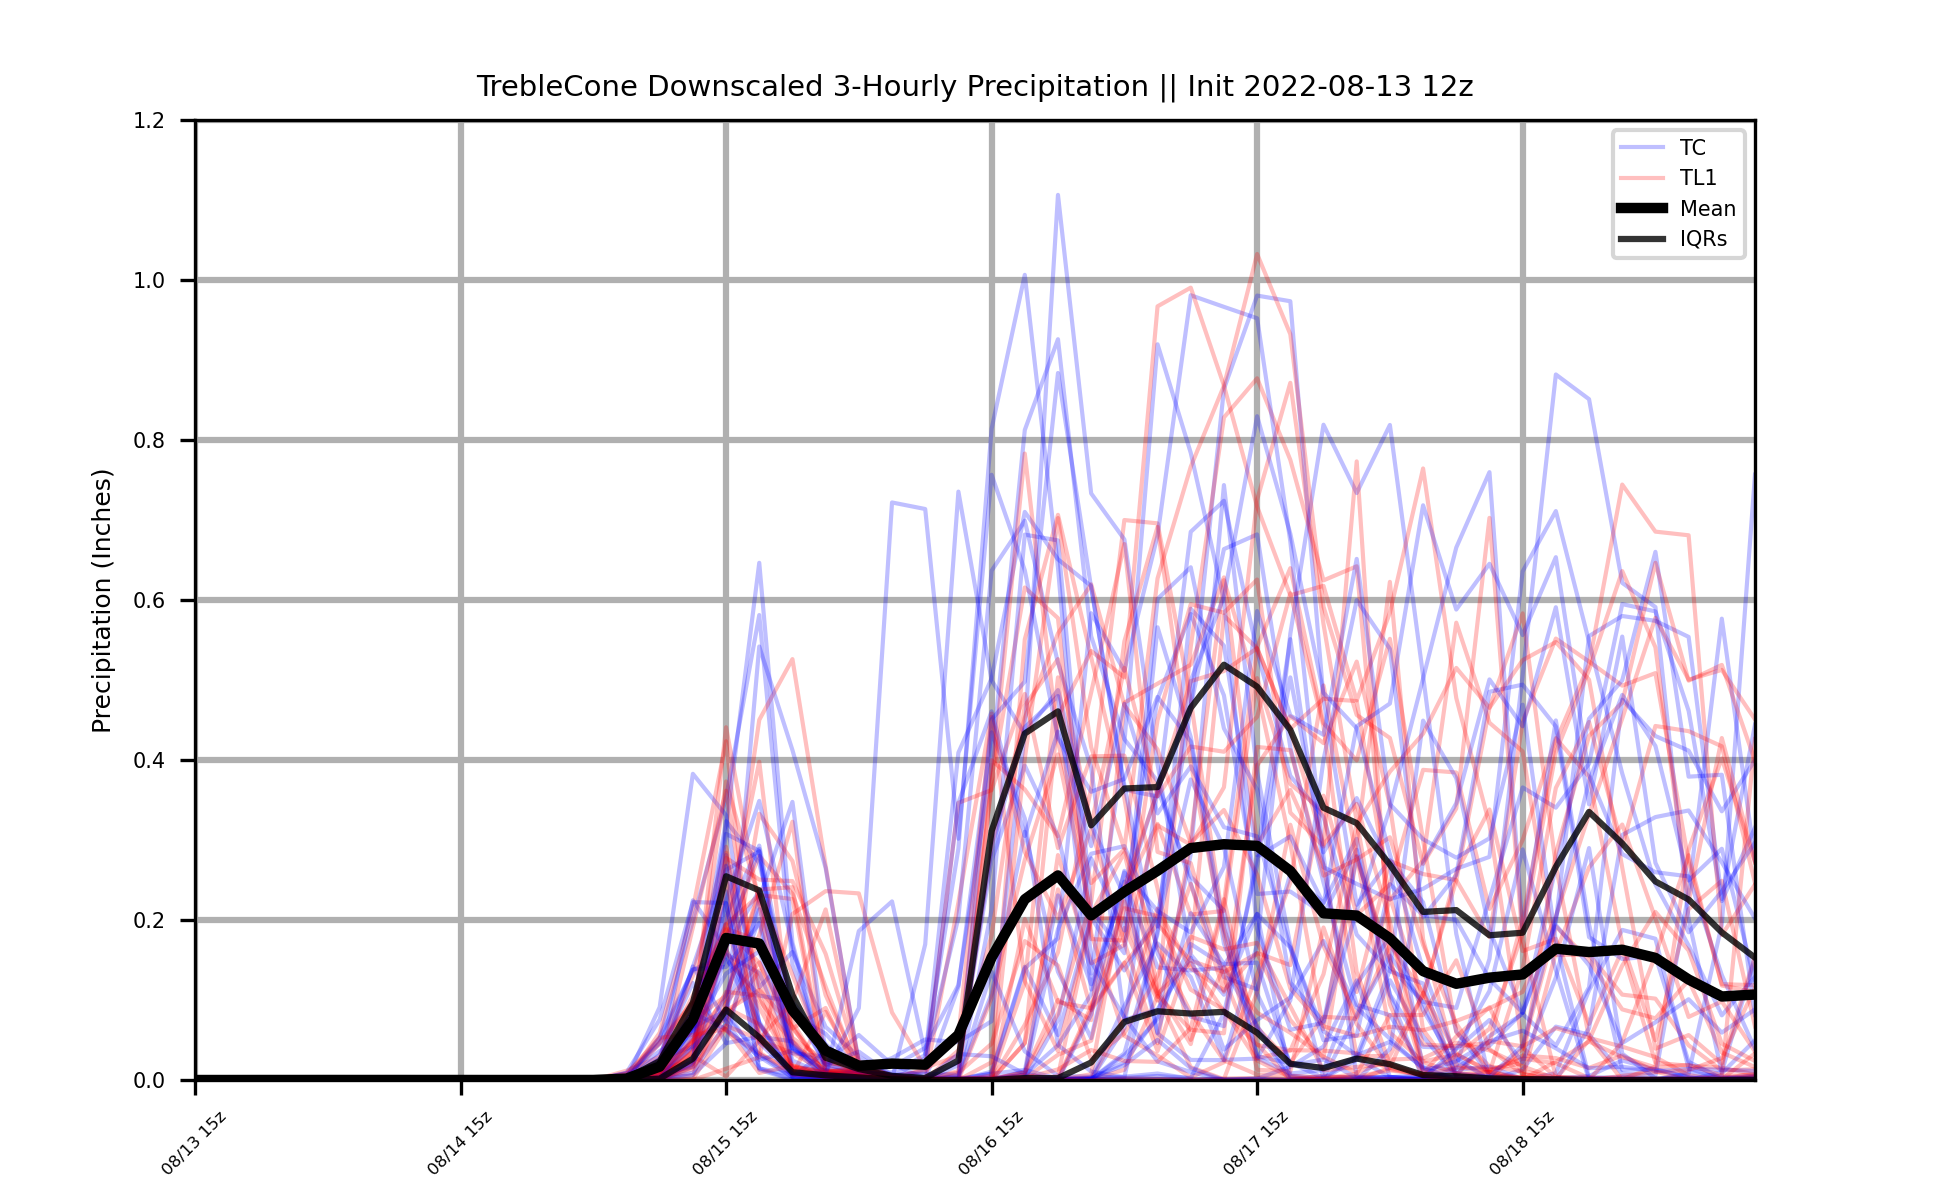 TrebleCone Downscaled 3-Hourly Precipitation || Init 2022-08-13 12z
Precipitation (Inches)
1.2
1.0
0.8
0.6
0.4
0.2
0.0
TC
TL1
Mean
IQRs
08/13 15z
08/14 15z
08/15 15z
08/16 15z
08/17 15z
08/18 15z